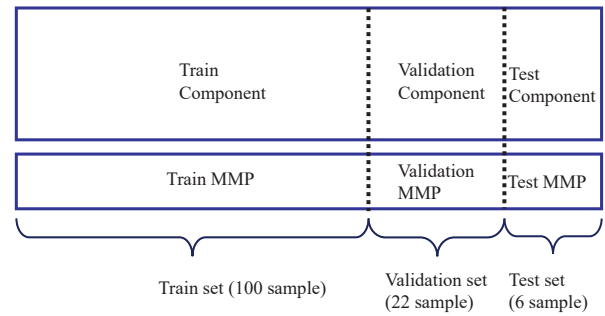 Train
Component
Validation
Component
Test
Component
Train MMP
Validation
MMP
Test MMP
Train set (100 sample)
Validation set
(22 sample)
Test set
(6 sample)